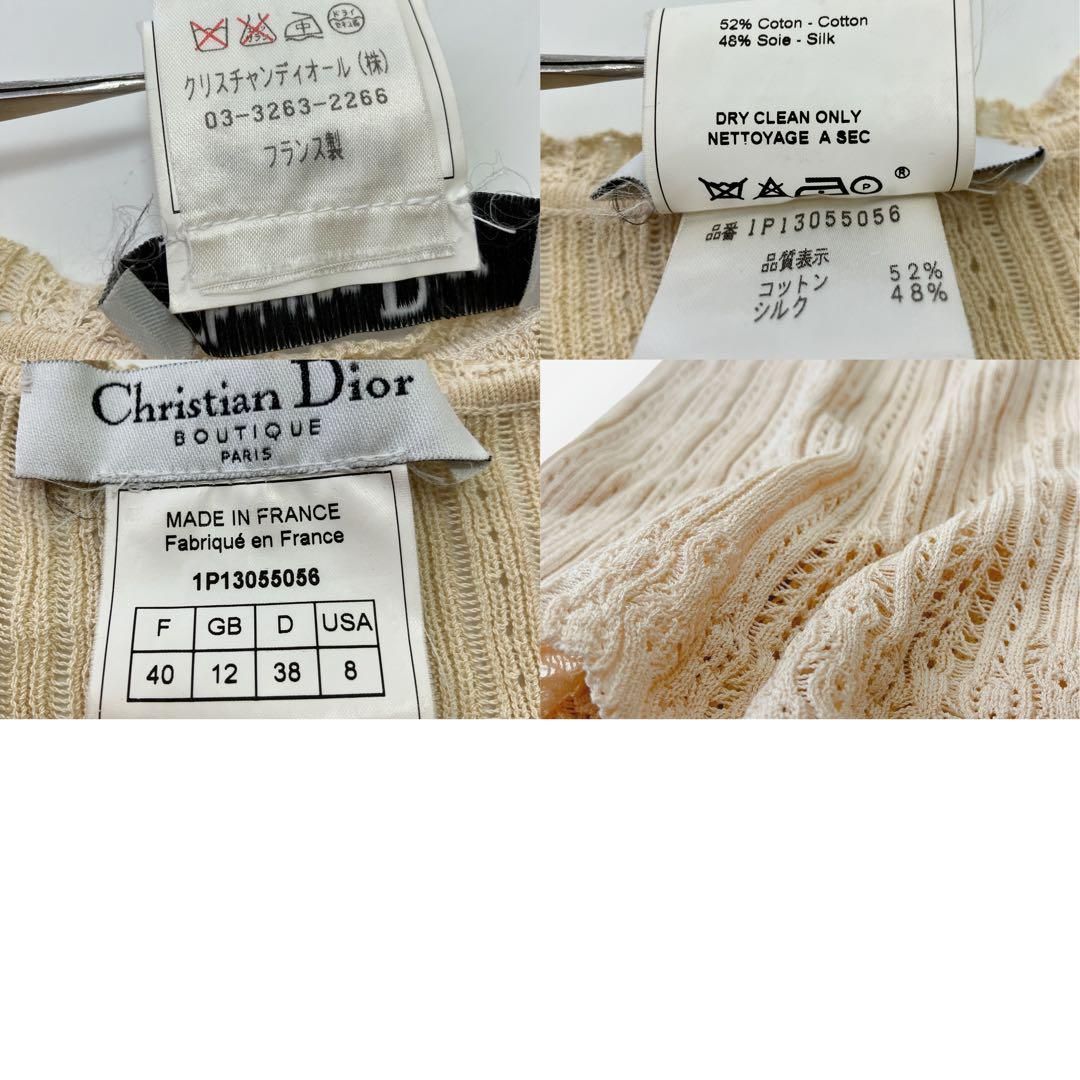 クリスチャンディオール (株)
03-3263-2266
フランス製
52% Coton - Cotton
48% Soie - Silk
DRY CLEAN ONLY
NETTOYAGE A SEC
P
®
品番 1P13055056
品質表示
コットン 52%
シルク 48%
Christian Dior
BOUTIQUE
PARIS
MADE IN FRANCE
Fabriqué en France
1P13055056
F GB D USA
40 12 38 8